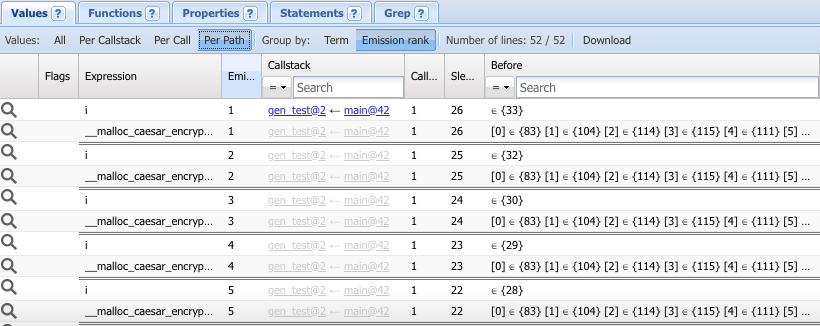 Values ? Functions ? Properties ? Statements ? Grep ?
Values: All Per Callstack Per Call Per Path Group by: Term Emission rank Number of lines: 52 / 52 Download
Flags Expression Emi... Callstack Call... Sle... Before
= Search = Search
i 1 gen_test@2 ← main@42 1 26 ∈ {33}
__malloc_caesar_encryp... 1 gen_test@2 ← main@42 1 26 [0] ∈ {83} [1] ∈ {104} [2] ∈ {114} [3] ∈ {115} [4] ∈ {111} [5] ...
i 2 gen_test@2 ← main@42 1 25 ∈ {32}
__malloc_caesar_encryp... 2 gen_test@2 ← main@42 1 25 [0] ∈ {83} [1] ∈ {104} [2] ∈ {114} [3] ∈ {115} [4] ∈ {111} [5] ...
i 3 gen_test@2 ← main@42 1 24 ∈ {30}
__malloc_caesar_encryp... 3 gen_test@2 ← main@42 1 24 [0] ∈ {83} [1] ∈ {104} [2] ∈ {114} [3] ∈ {115} [4] ∈ {111} [5] ...
i 4 gen_test@2 ← main@42 1 23 ∈ {29}
__malloc_caesar_encryp... 4 gen_test@2 ← main@42 1 23 [0] ∈ {83} [1] ∈ {104} [2] ∈ {114} [3] ∈ {115} [4] ∈ {111} [5] ...
i 5 gen_test@2 ← main@42 1 22 ∈ {28}
__malloc_caesar_encryp... 5 gen_test@2 ← main@42 1 22 [0] ∈ {83} [1] ∈ {104} [2] ∈ {114} [3] ∈ {115} [4] ∈ {111} [5] ...